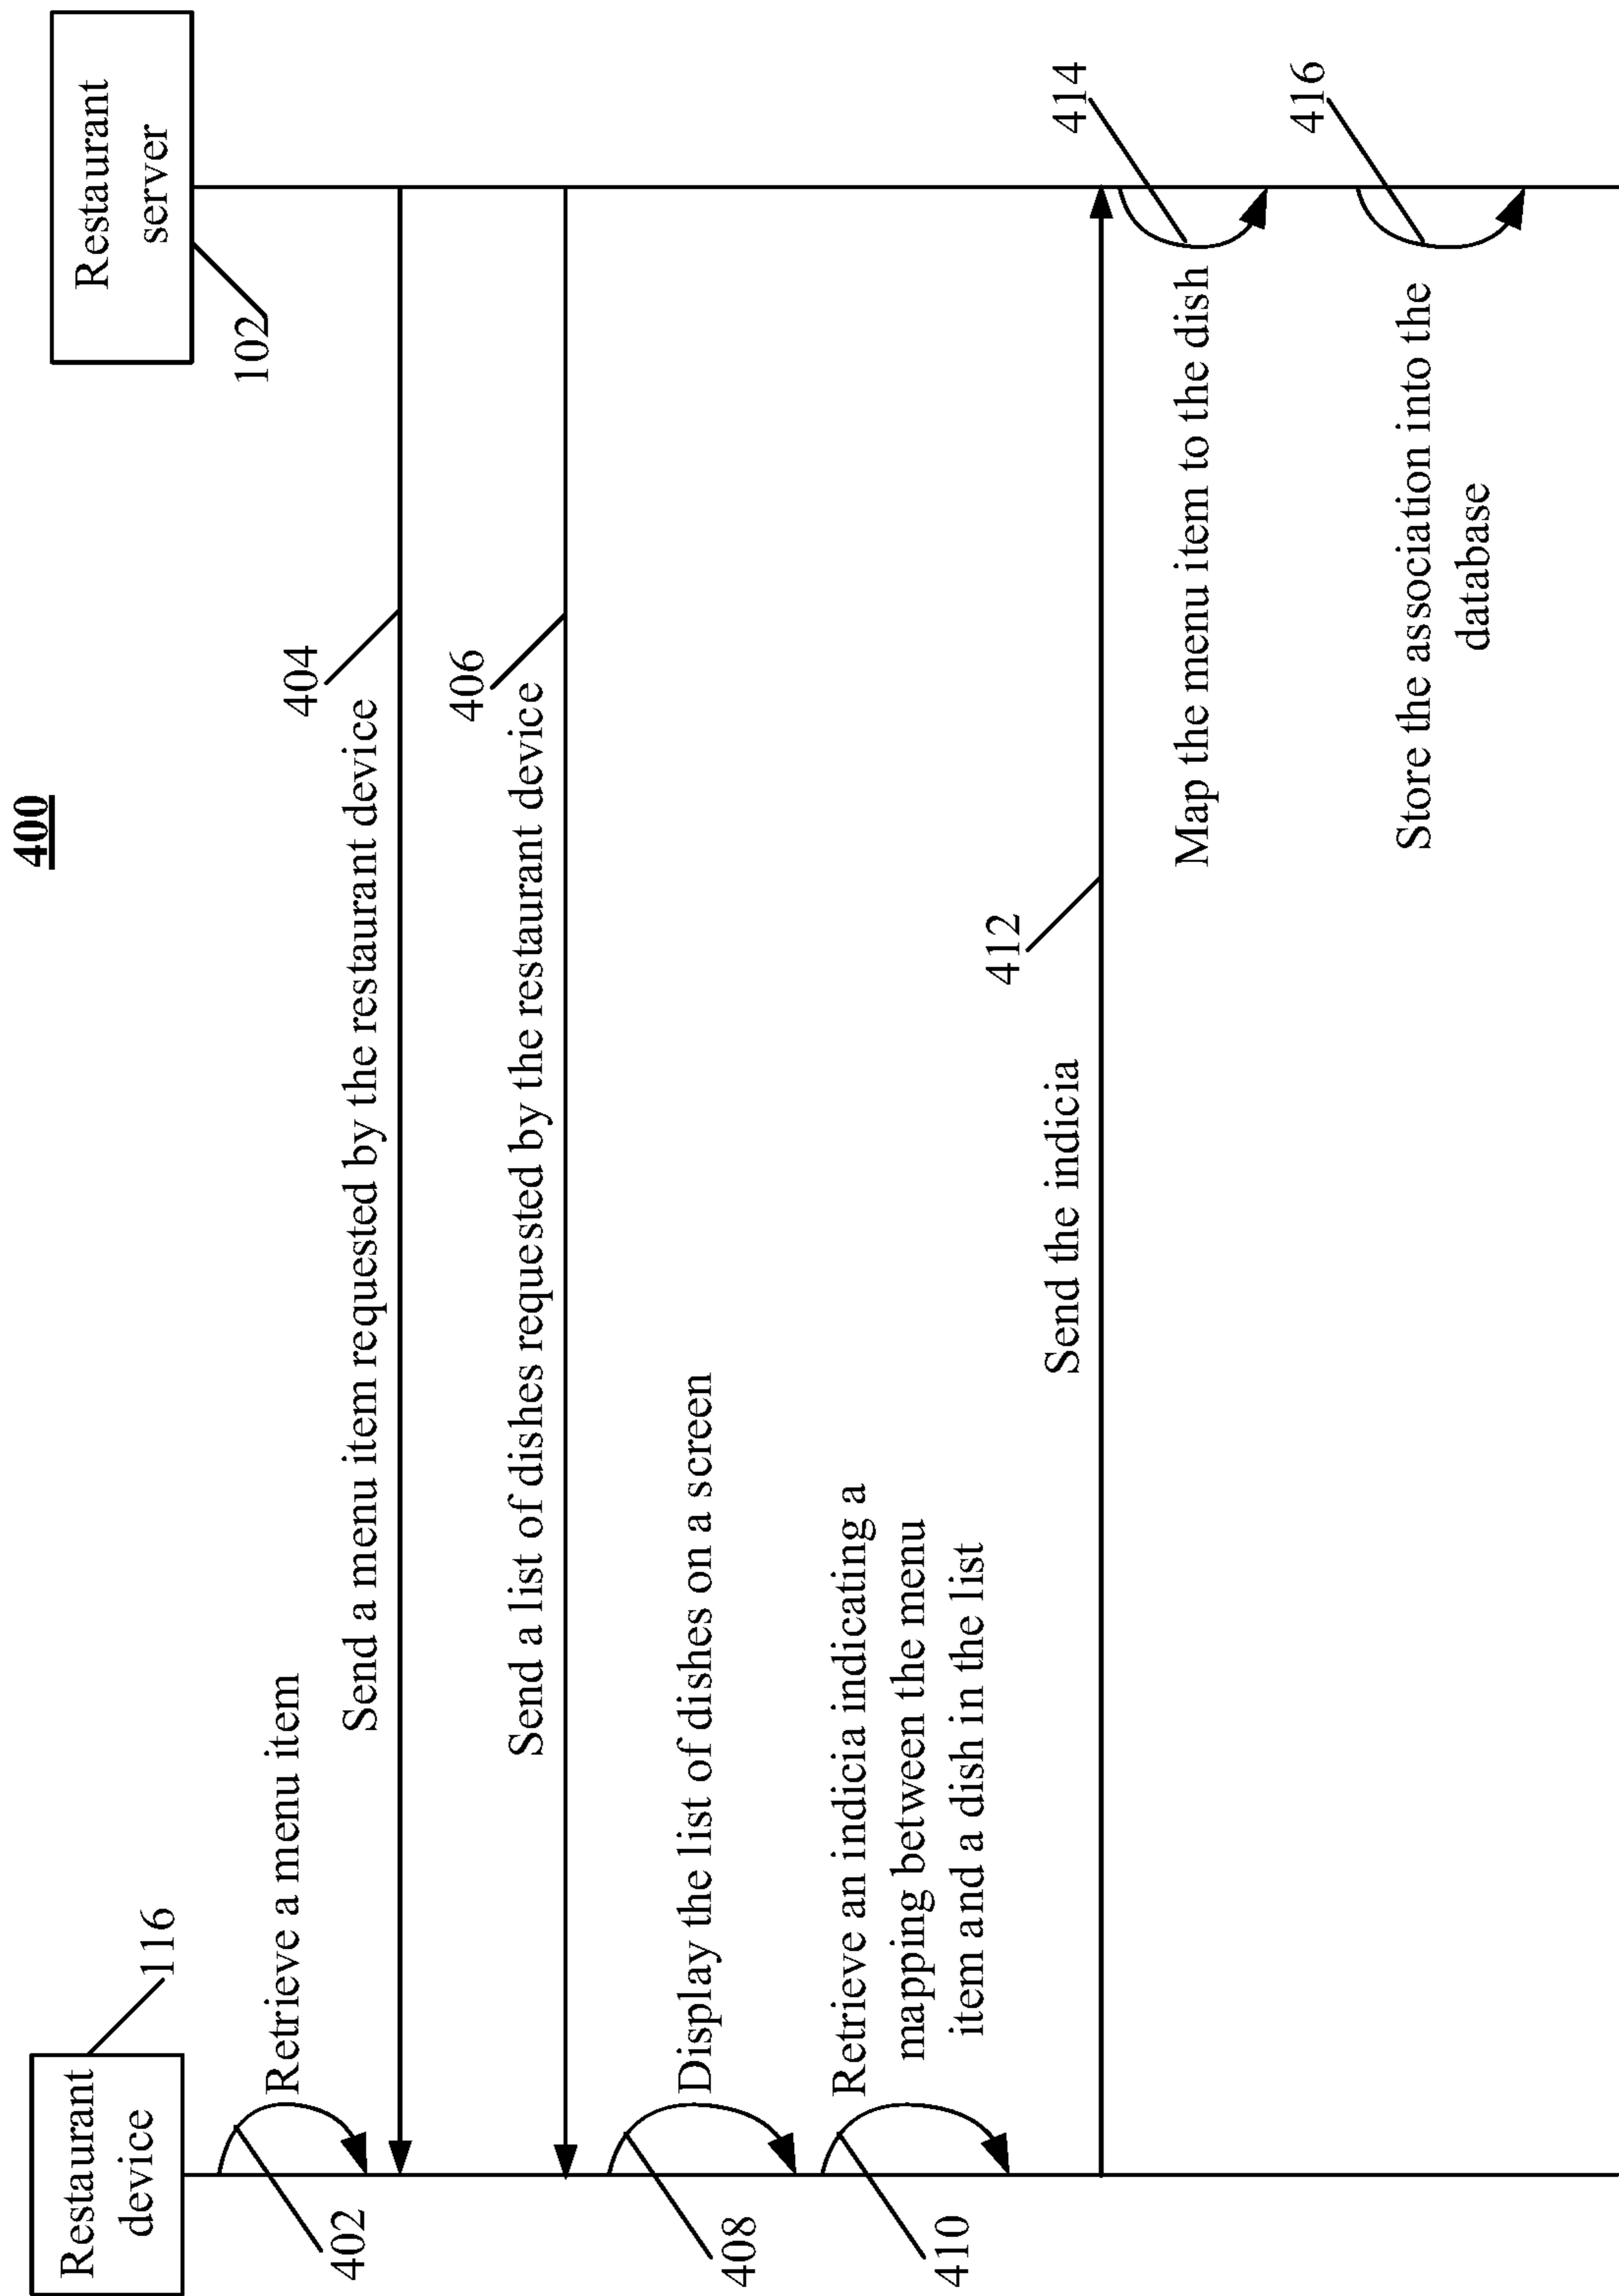 400
Restaurant
device
116
Restaurant
server
102
Retrieve a menu item
402
404
Send a menu item requested by the restaurant device
406
Send a list of dishes requested by the restaurant device
Display the list of dishes on a screen
408
Retrieve an indicia indicating a
mapping between the menu
item and a dish in the list
410
412
Send the indicia
414
Map the menu item to the dish
416
Store the association into the
database